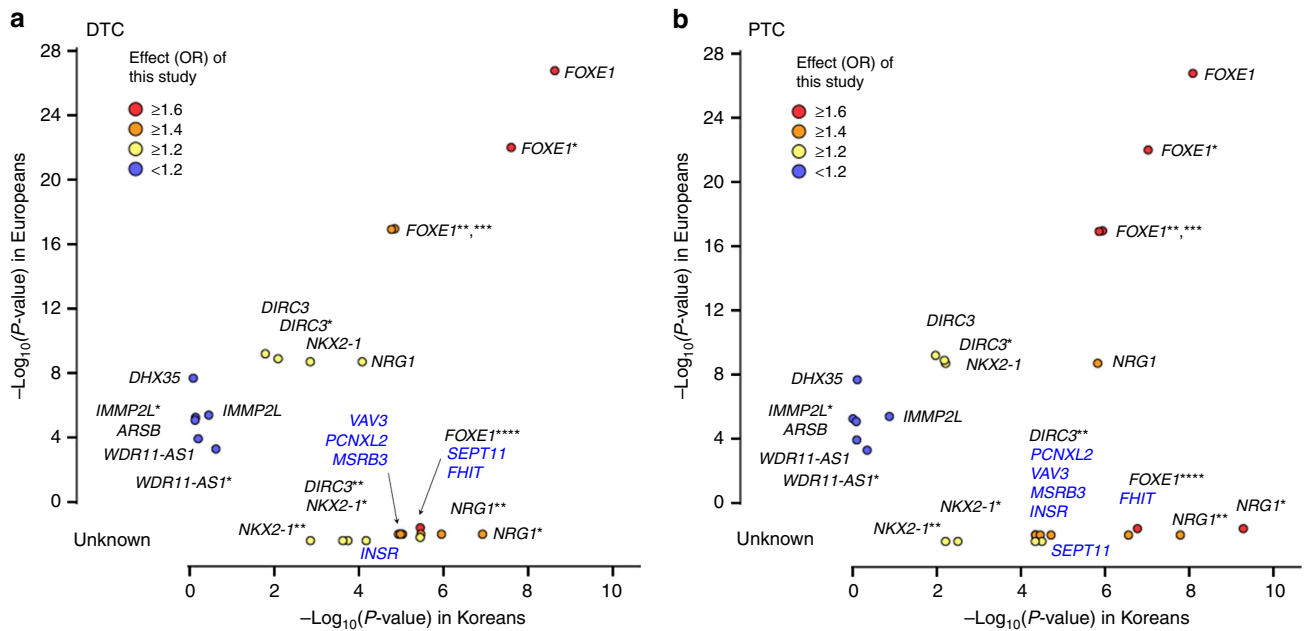 a
DTC
Effect (OR) of
this study
≥1.6
≥1.4
≥1.2
<1.2
28
24
20
16
12
8
4
0
Unknown
–Log10(P-value) in Europeans
FOXE1
FOXE1*
FOXE1**,***
DIRC3
DIRC3*
NKX2-1
NRG1
DHX35
IMMP2L*
IMMP2L
ARSB
WDR11-AS1
WDR11-AS1*
VAV3
PCNXL2
MSRB3
FOXE1****
SEPT11
FHIT
DIRC3**
NKX2-1*
NRG1**
NKX2-1**
NRG1*
INSR
0 2 4 6 8 10
–Log10(P-value) in Koreans
b
PTC
Effect (OR) of
this study
≥1.6
≥1.4
≥1.2
<1.2
28
24
20
16
12
8
4
0
Unknown
–Log10(P-value) in Europeans
FOXE1
FOXE1*
FOXE1**,***
DIRC3
DIRC3*
NKX2-1
NRG1
DHX35
IMMP2L*
IMMP2L
ARSB
WDR11-AS1
WDR11-AS1*
DIRC3**
PCNXL2
VAV3
MSRB3
INSR
FOXE1****
FHIT
NKX2-1*
NRG1*
NRG1**
NKX2-1**
SEPT11
0 2 4 6 8 10
–Log10(P-value) in Koreans